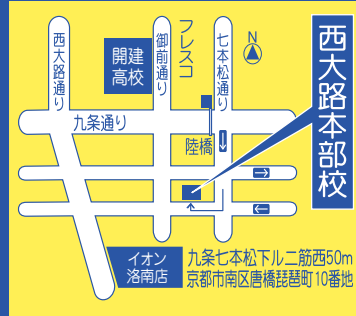 西大路通り
開建
高校
御前通り
フレスコ
七本松通り
N
西大路本部校
九条通り
陸橋
イオン
洛南店
九条七本松下ル二筋西50m
京都市南区唐橋琵琶町10番地